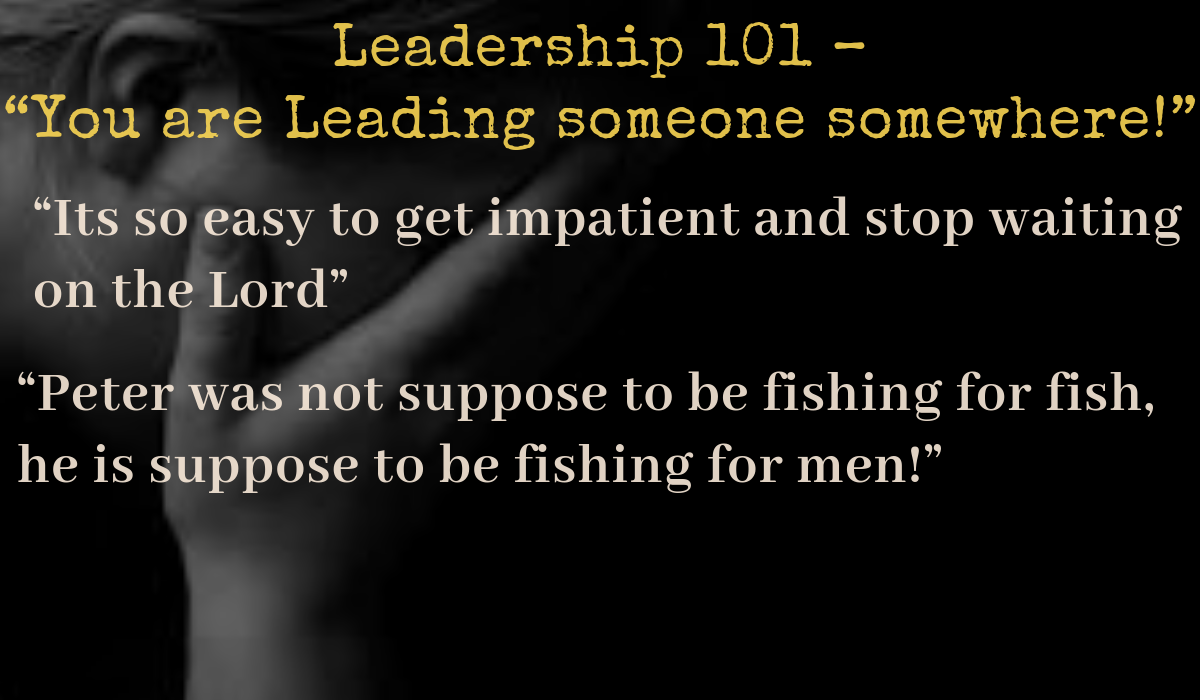 Leadership 101 –
“You are Leading someone somewhere!”
“Its so easy to get impatient and stop waiting
on the Lord”
“Peter was not suppose to be fishing for fish,
he is suppose to be fishing for men!”